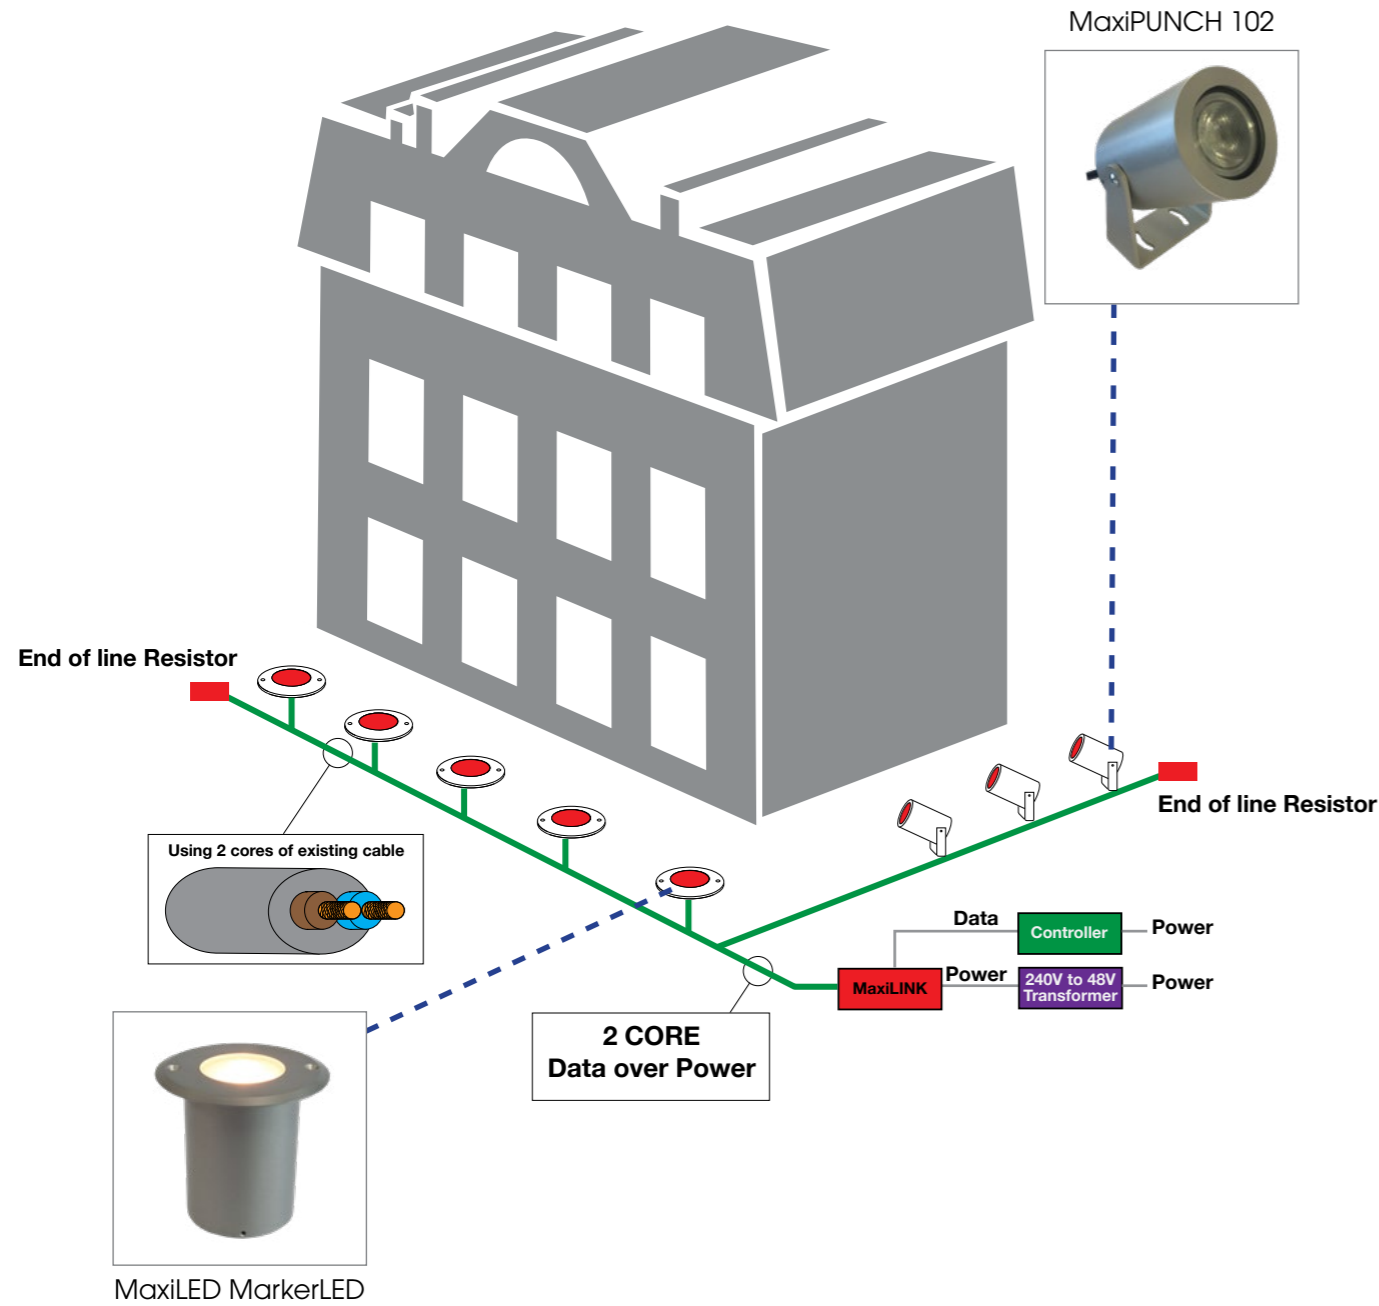 MaxiPUNCH 102
End of line Resistor
End of line Resistor
Using 2 cores of existing cable
Data
Controller
Power
MaxiLINK
Power
240V to 48V
Transformer
Power
2 CORE
Data over Power
MaxiLED MarkerLED